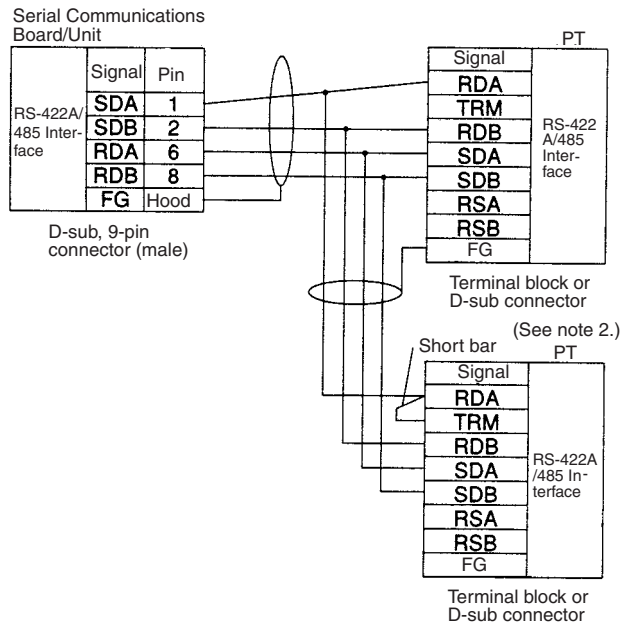 Serial Communications
Board/Unit
Signal Pin
RS-422A/
485 Inter-
face
SDA 1
SDB 2
RDA 6
RDB 8
FG Hood
D-sub, 9-pin
connector (male)
PT
Signal
RDA
TRM
RDB
SDA
SDB
RSA
RSB
FG
RS-422
A/485
Inter-
face
Terminal block or
D-sub connector
(See note 2.)
Short bar
PT
Signal
RDA
TRM
RDB
SDA
SDB
RSA
RSB
FG
RS-422A
/485 In-
terface
Terminal block or
D-sub connector